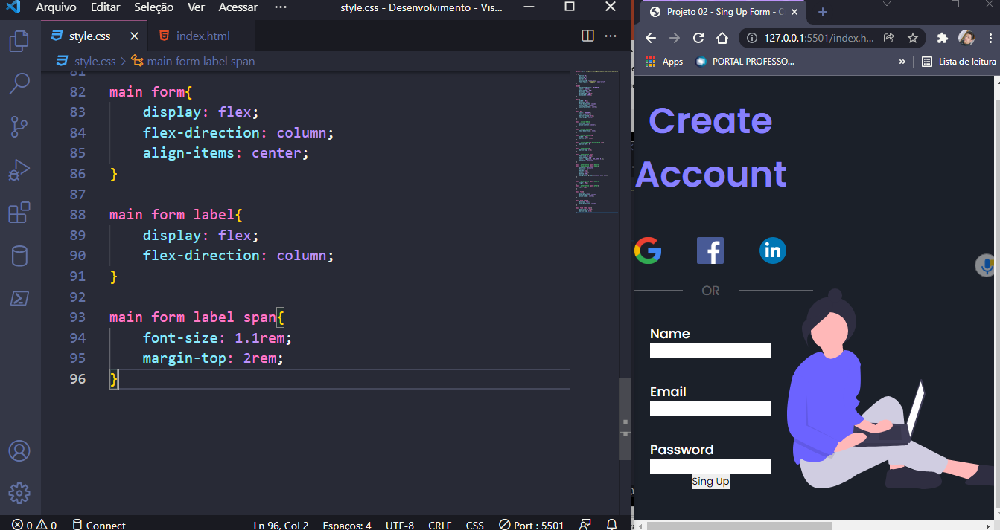 Arquivo Editar Seleção Ver Acessar ··· style.css - Desenvolvimento - Vis...
style.css index.html
style.css > main form label span
81
82 main form{
83 display: flex;
84 flex-direction: column;
85 align-items: center;
86 }
87
88 main form label{
89 display: flex;
90 flex-direction: column;
91 }
92
93 main form label span{
94 font-size: 1.1rem;
95 margin-top: 2rem;
96 }
0 0 Connect Ln 96, Col 2 Espaços: 4 UTF-8 CRLF CSS Port : 5501
Projeto 02 - Sing Up Form - C
127.0.0.1:5501/index.h...
Apps PORTAL PROFESSO... » Lista de leitura
Create
Account
G f in
OR
Name
Email
Password
Sing Up